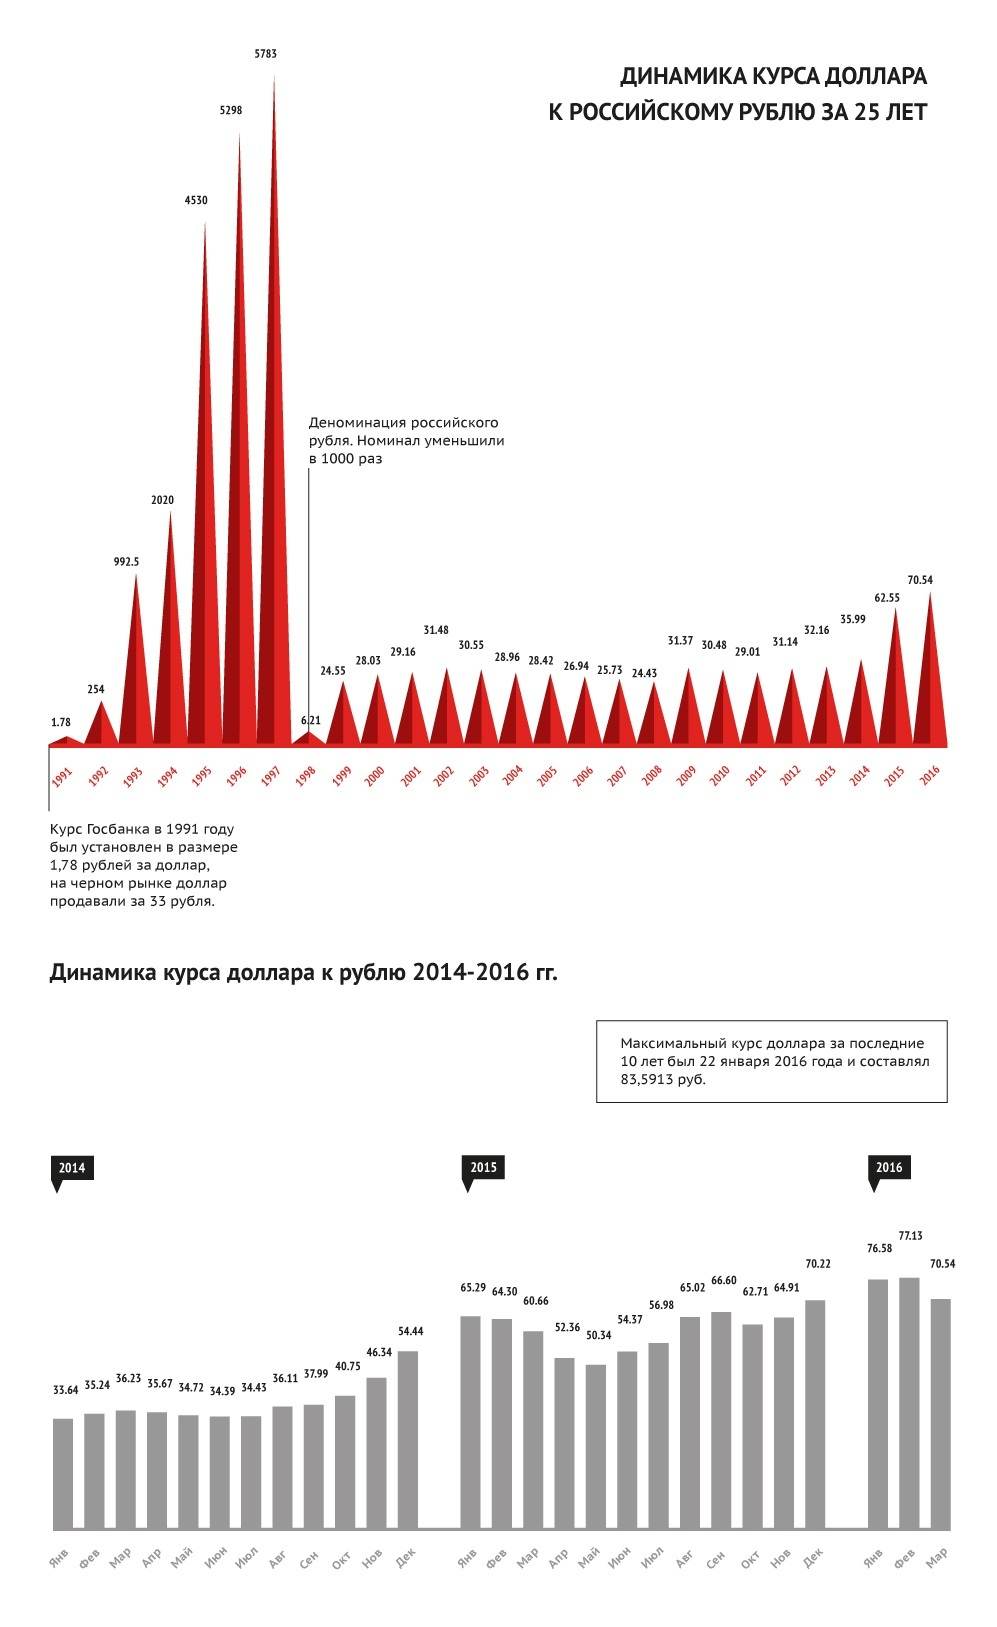 ДИНАМИКА КУРСА ДОЛЛАРА
К РОССИЙСКОМУ РУБЛЮ ЗА 25 ЛЕТ
5783
5298
4530
2020
992.5
254
1.78
Деноминация российского
рубля. Номинал уменьшили
в 1000 раз
6.21
24.55
28.03
29.16
31.48
30.55
28.96
28.42
26.94
25.73
24.43
31.37
30.48
29.01
31.14
32.16
35.99
62.55
70.54
1991
1992
1993
1994
1995
1996
1997
1998
1999
2000
2001
2002
2003
2004
2005
2006
2007
2008
2009
2010
2011
2012
2013
2014
2015
2016
Курс Госбанка в 1991 году
был установлен в размере
1,78 рублей за доллар,
на черном рынке доллар
продавали за 33 рубля.
Динамика курса доллара к рублю 2014-2016 гг.
Максимальный курс доллара за последние
10 лет был 22 января 2016 года и составлял
83,5913 руб.
2014
2015
2016
33.64
35.24
36.23
35.67
34.72
34.39
34.43
36.11
37.99
40.75
46.34
54.44
65.29
64.30
60.66
52.36
50.34
54.37
56.98
65.02
66.60
62.71
64.91
70.22
76.58
77.13
70.54
Янв
Фев
Мар
Апр
Май
Июн
Июл
Авг
Сен
Окт
Нов
Дек
Янв
Фев
Мар
Апр
Май
Июн
Июл
Авг
Сен
Окт
Нов
Дек
Янв
Фев
Мар